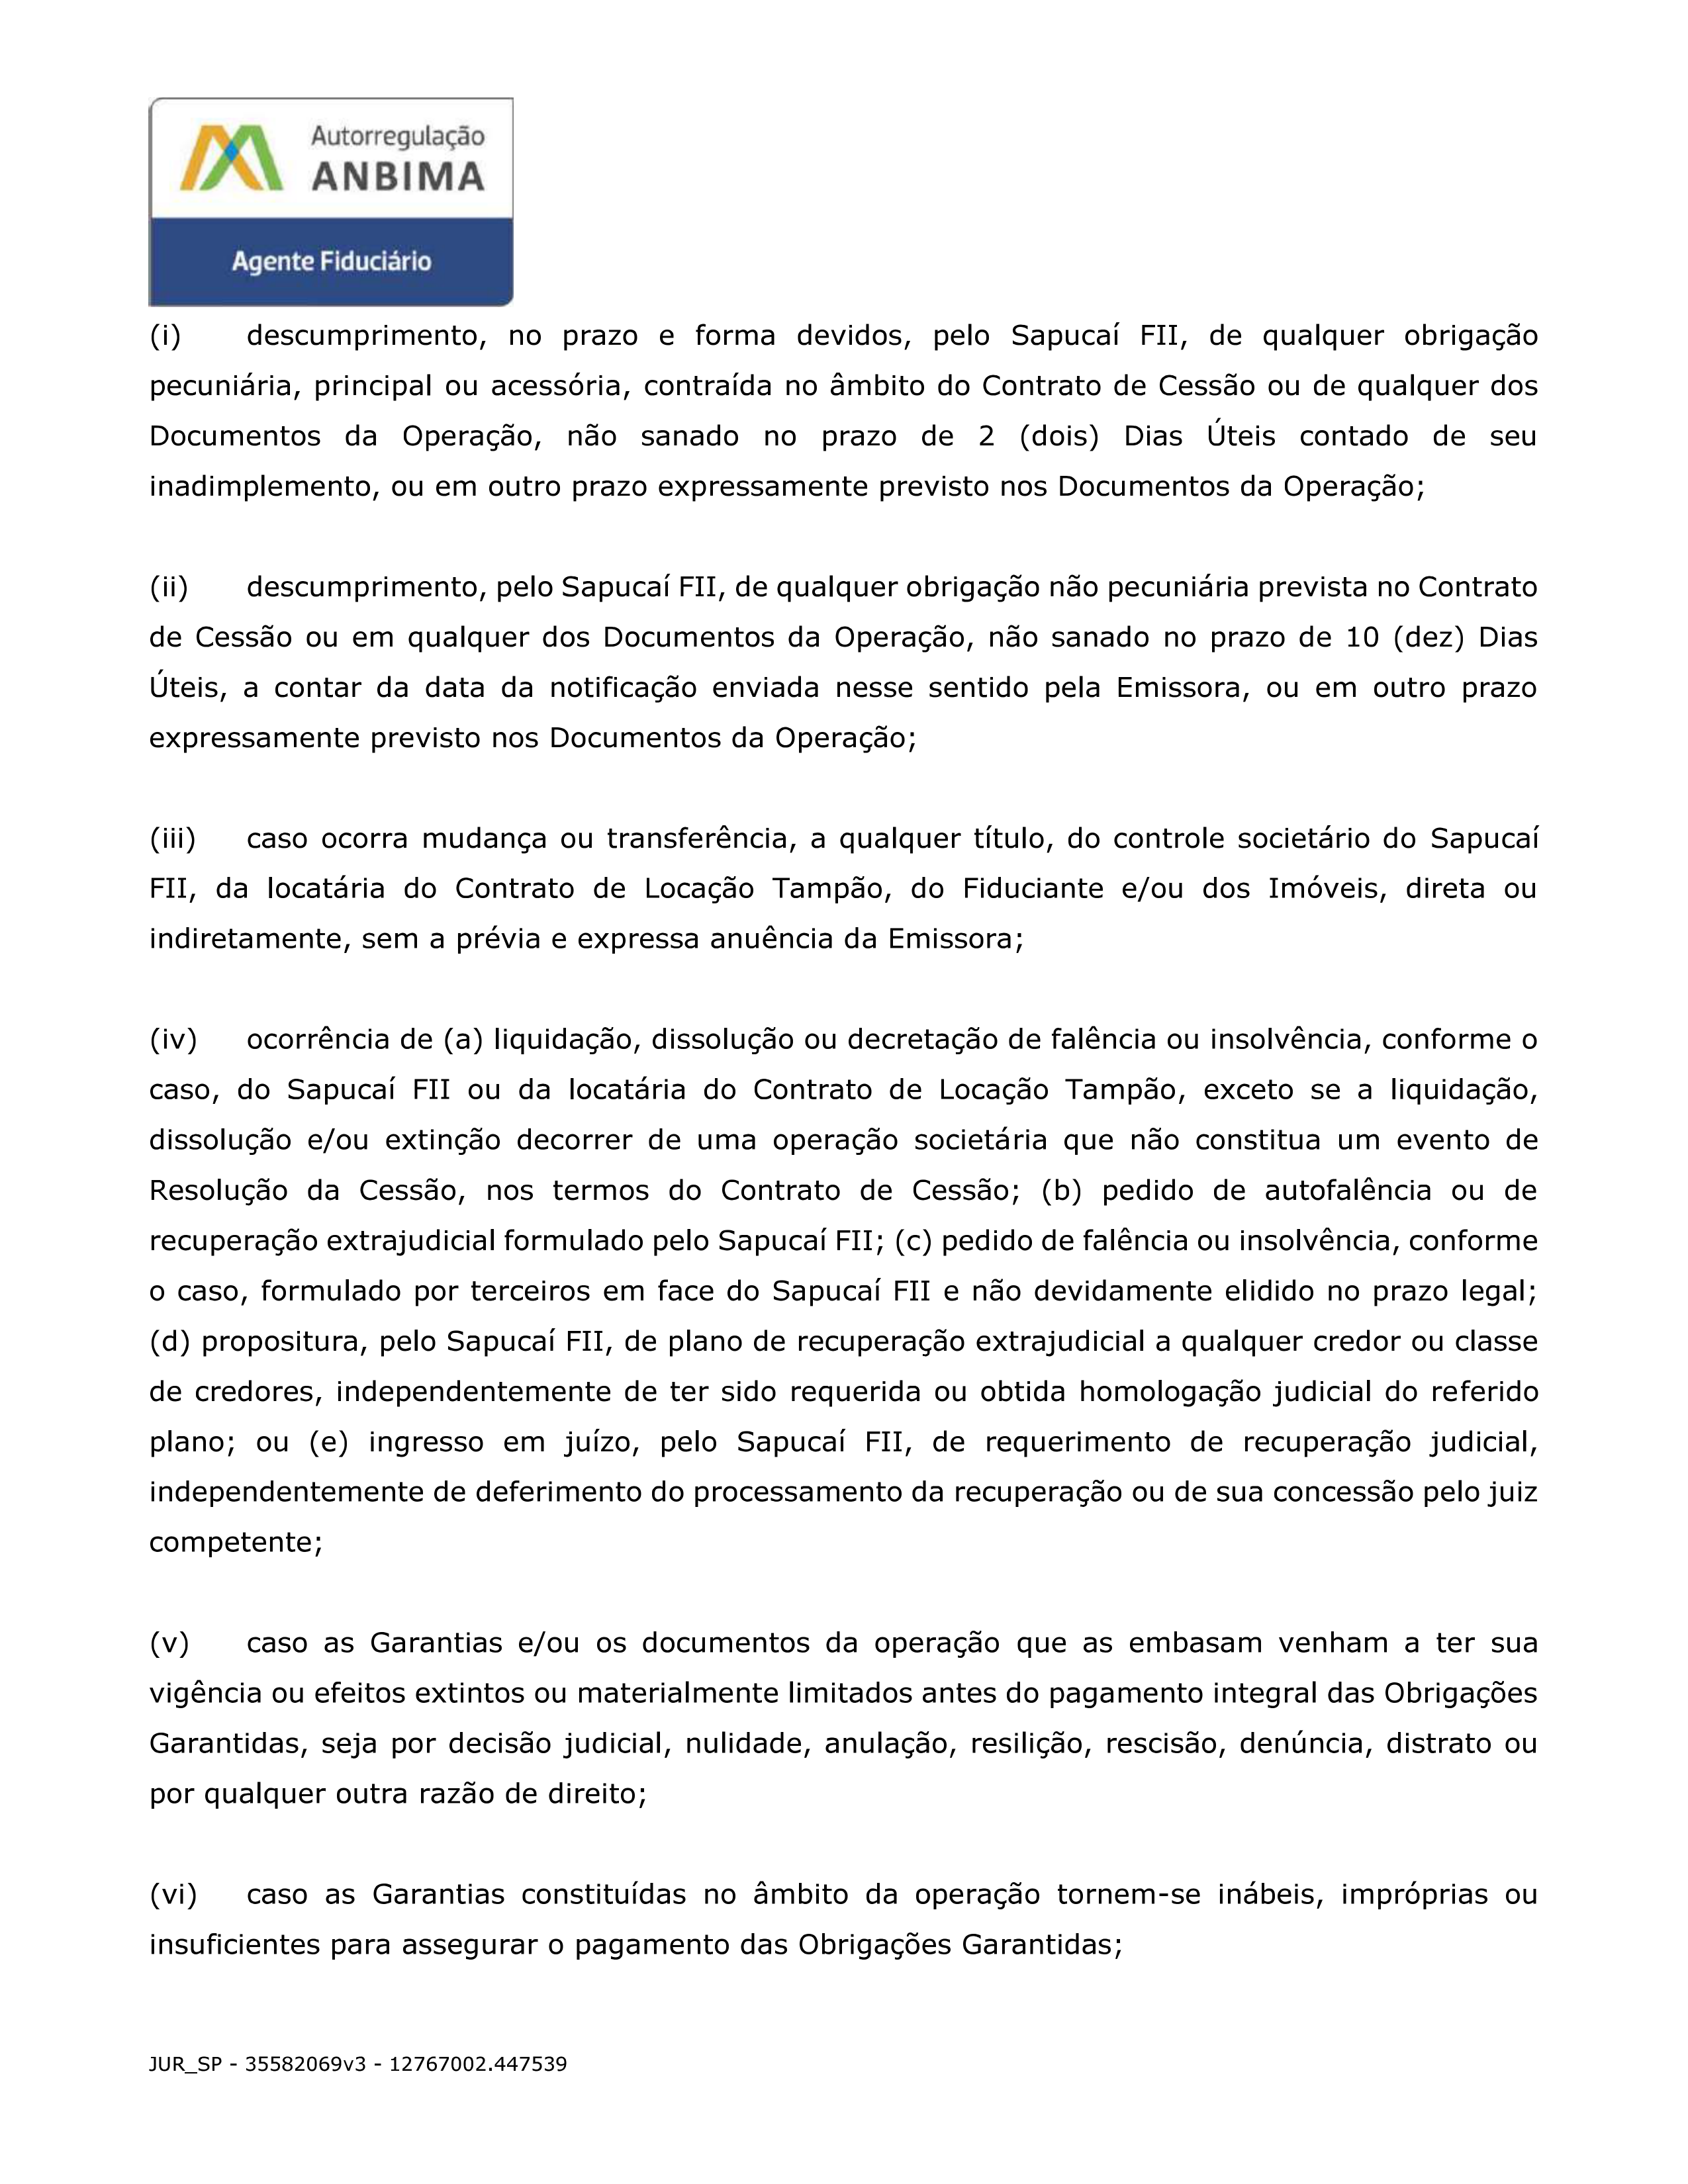 Autorregulação
ANBIMA
Agente Fiduciário
(i) descumprimento, no prazo e forma devidos, pelo Sapucaí FII, de qualquer obrigação
pecuniária, principal ou acessória, contraída no âmbito do Contrato de Cessão ou de qualquer dos
Documentos da Operação, não sanado no prazo de 2 (dois) Dias Úteis contado de seu
inadimplemento, ou em outro prazo expressamente previsto nos Documentos da Operação;
(ii) descumprimento, pelo Sapucaí FII, de qualquer obrigação não pecuniária prevista no Contrato
de Cessão ou em qualquer dos Documentos da Operação, não sanado no prazo de 10 (dez) Dias
Úteis, a contar da data da notificação enviada nesse sentido pela Emissora, ou em outro prazo
expressamente previsto nos Documentos da Operação;
(iii) caso ocorra mudança ou transferência, a qualquer título, do controle societário do Sapucaí
FII, da locatária do Contrato de Locação Tampão, do Fiduciante e/ou dos Imóveis, direta ou
indiretamente, sem a prévia e expressa anuência da Emissora;
(iv) ocorrência de (a) liquidação, dissolução ou decretação de falência ou insolvência, conforme o
caso, do Sapucaí FII ou da locatária do Contrato de Locação Tampão, exceto se a liquidação,
dissolução e/ou extinção decorrer de uma operação societária que não constitua um evento de
Resolução da Cessão, nos termos do Contrato de Cessão; (b) pedido de autofalência ou de
recuperação extrajudicial formulado pelo Sapucaí FII; (c) pedido de falência ou insolvência, conforme
o caso, formulado por terceiros em face do Sapucaí FII e não devidamente elidido no prazo legal;
(d) propositura, pelo Sapucaí FII, de plano de recuperação extrajudicial a qualquer credor ou classe
de credores, independentemente de ter sido requerida ou obtida homologação judicial do referido
plano; ou (e) ingresso em juízo, pelo Sapucaí FII, de requerimento de recuperação judicial,
independentemente de deferimento do processamento da recuperação ou de sua concessão pelo juiz
competente;
(v) caso as Garantias e/ou os documentos da operação que as embasam venham a ter sua
vigência ou efeitos extintos ou materialmente limitados antes do pagamento integral das Obrigações
Garantidas, seja por decisão judicial, nulidade, anulação, resilição, rescisão, denúncia, distrato ou
por qualquer outra razão de direito;
(vi) caso as Garantias constituídas no âmbito da operação tornem-se inábeis, impróprias ou
insuficientes para assegurar o pagamento das Obrigações Garantidas;
JUR_SP - 35582069v3 - 12767002.447539